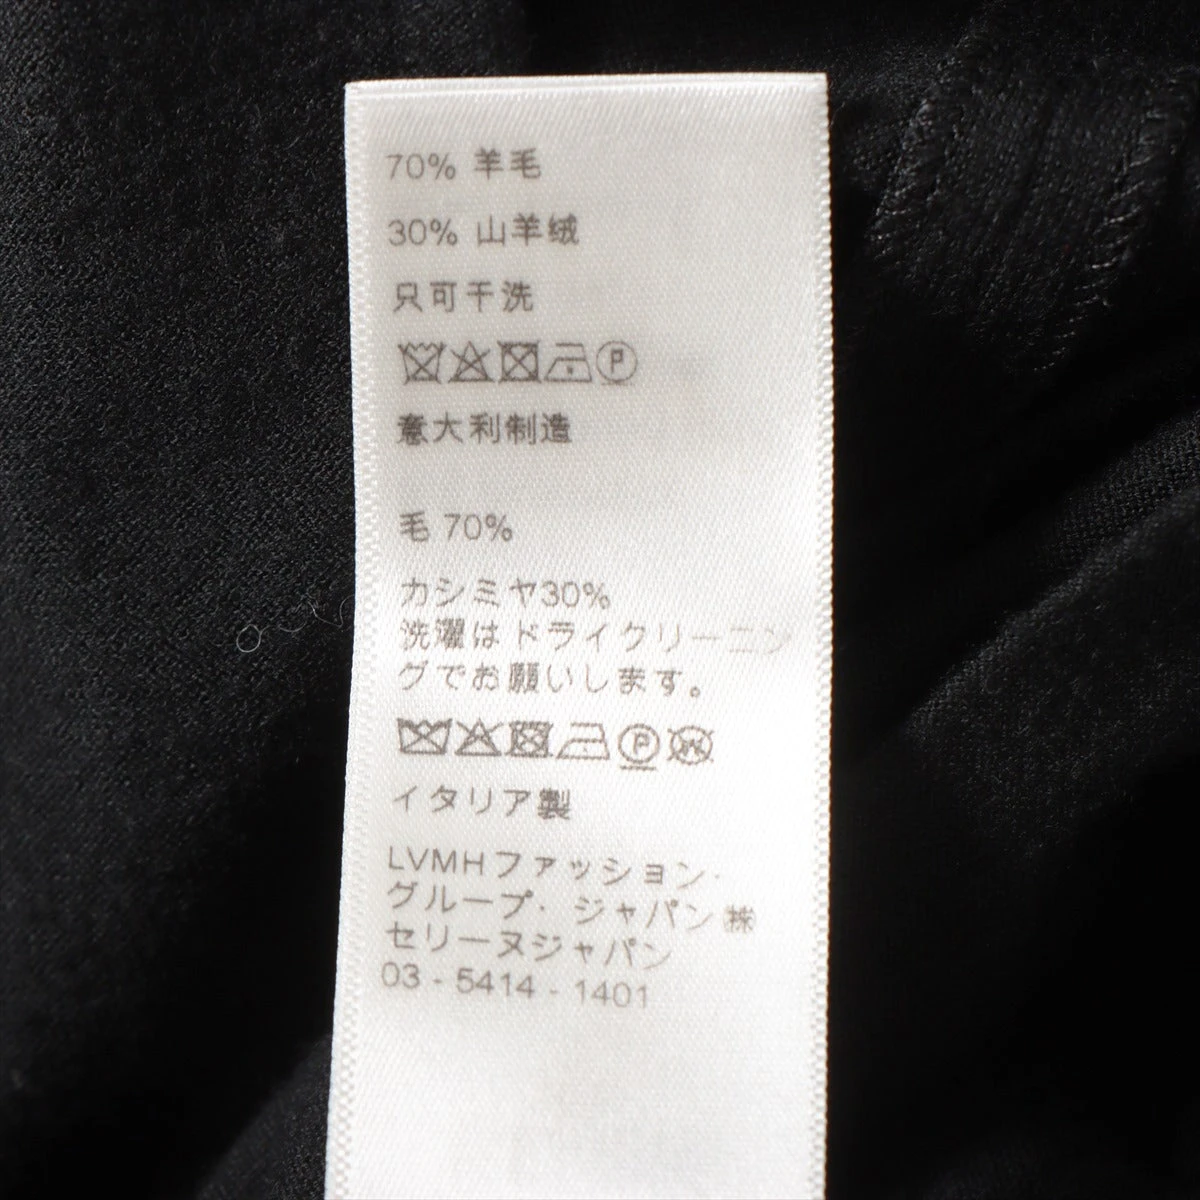 70% 羊毛
30% 山羊绒
只可干洗
意大利制造
毛 70%
カシミヤ30%
洗濯はドライクリーニン
グでお願いします。
イタリア製
LVMHファッション・
グループ・ジャパン㈱
セリーヌジャパン
03 - 5414 - 1401